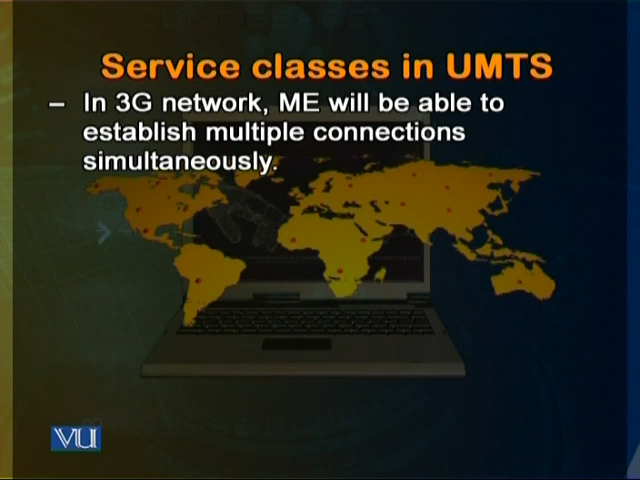 Service classes in UMTS
– In 3G network, ME will be able to
establish multiple connections
simultaneously.
VU